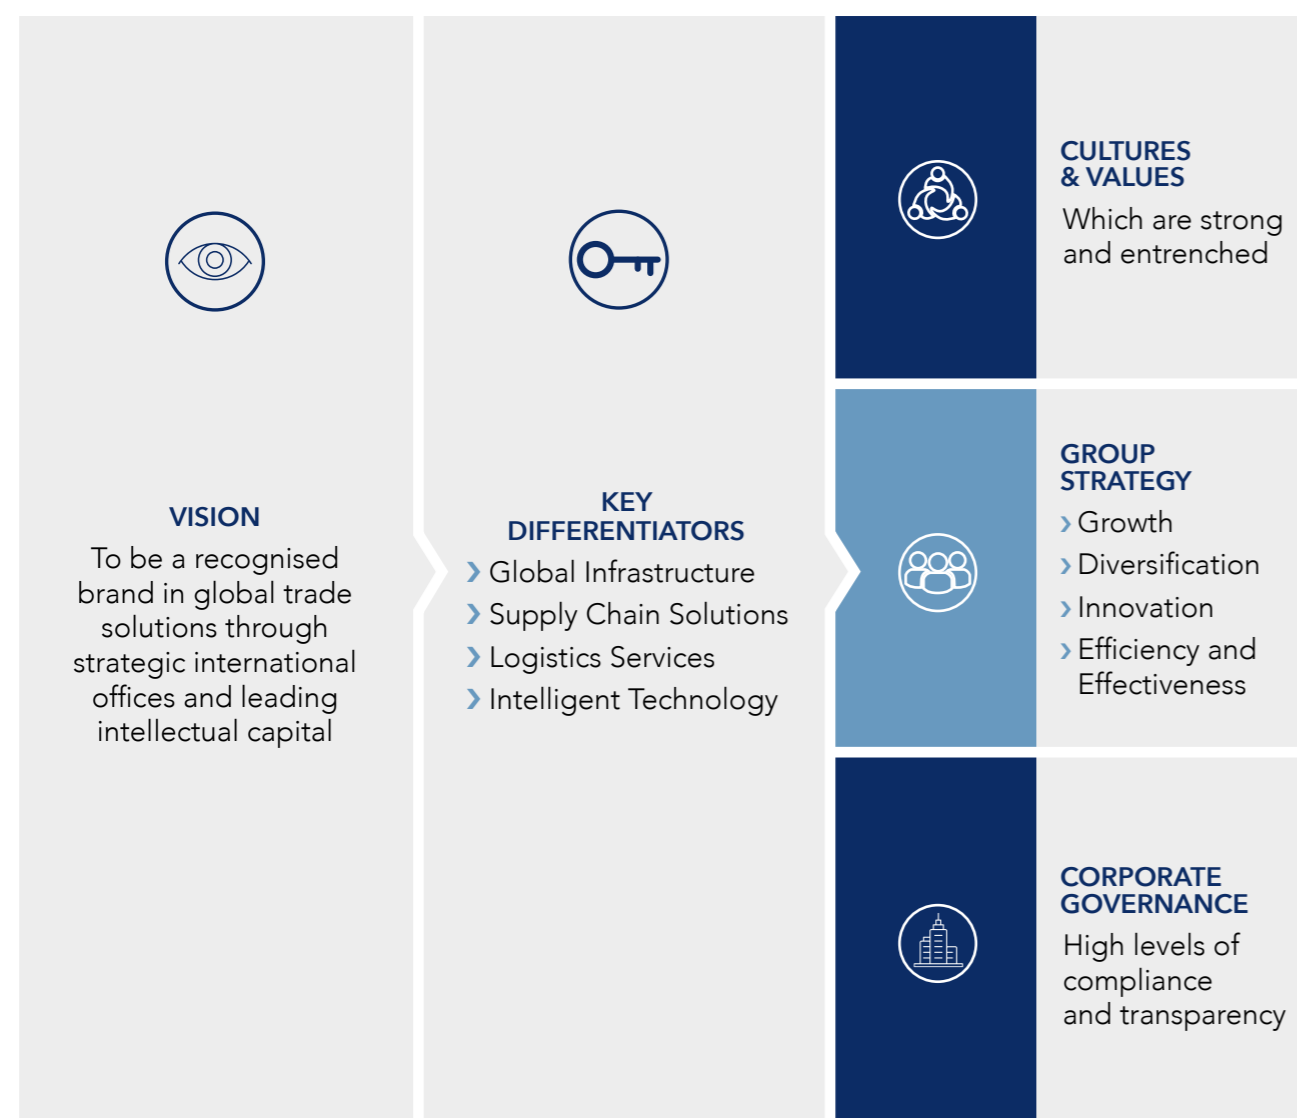 VISION
To be a recognised
brand in global trade
solutions through
strategic international
offices and leading
intellectual capital
KEY
DIFFERENTIATORS
› Global Infrastructure
› Supply Chain Solutions
› Logistics Services
› Intelligent Technology
CULTURES
& VALUES
Which are strong
and entrenched
GROUP
STRATEGY
› Growth
› Diversification
› Innovation
› Efficiency and
Effectiveness
CORPORATE
GOVERNANCE
High levels of
compliance
and transparency